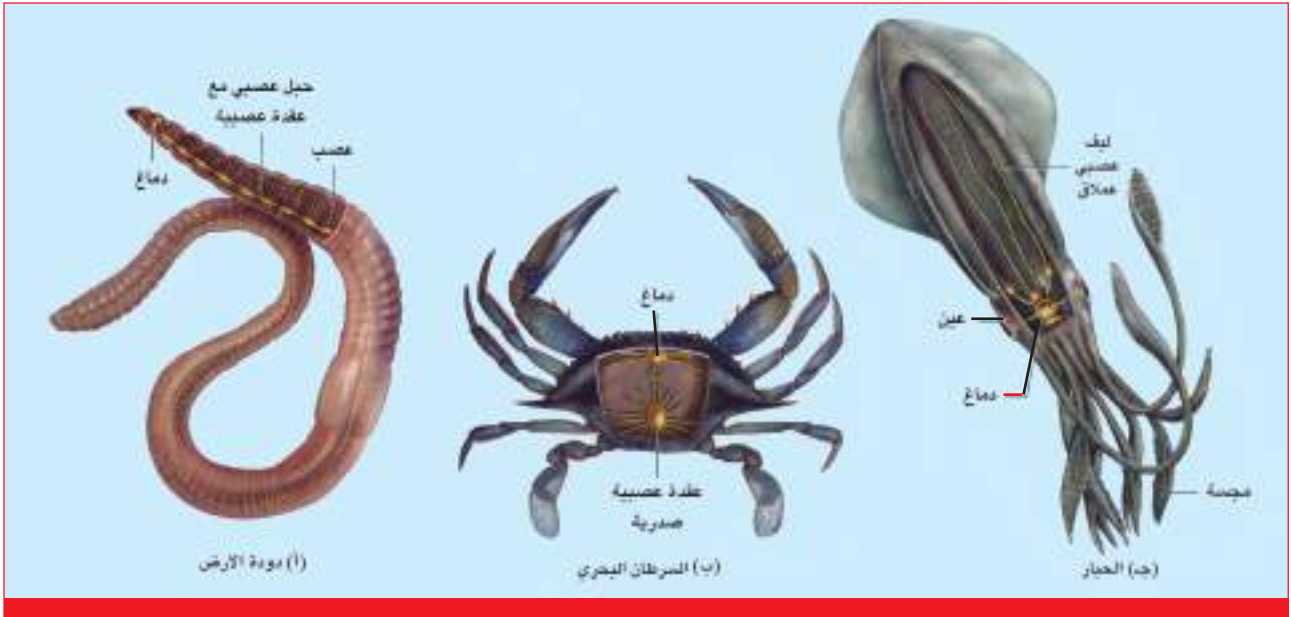 حبل عصبي مع
عقدة عصبية
عصب
دماغ
(أ) دودة الأرض
دماغ
عقدة عصبية
صدرية
(ب) السرطان البحري
ليف
عصبي
عملاق
عين
دماغ
مجسة
(جـ) الحبار